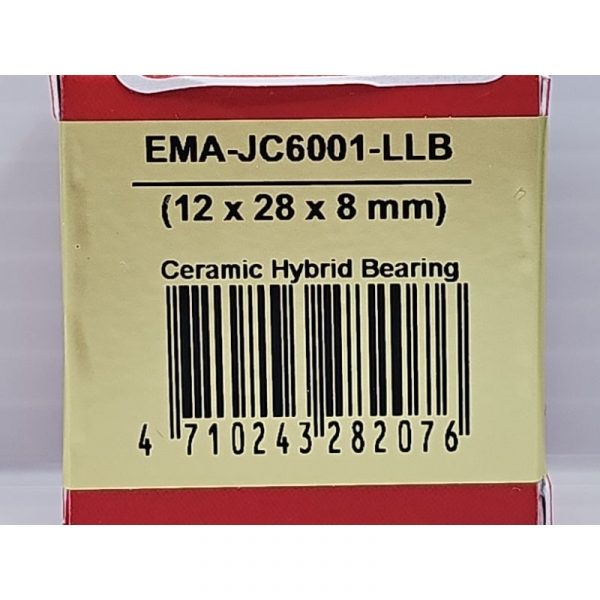 EMA-JC6001-LLB
(12 x 28 x 8 mm)
Ceramic Hybrid Bearing
4 710243 282076